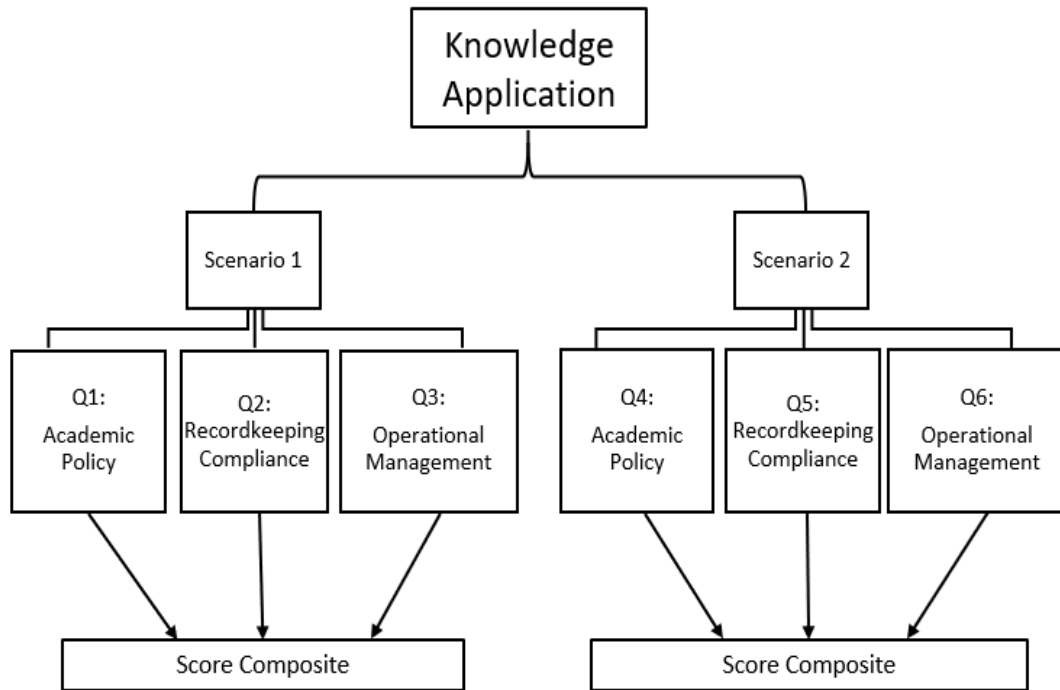 Knowledge
Application
Scenario 1
Scenario 2
Q1:
Academic
Policy
Q2:
Recordkeeping
Compliance
Q3:
Operational
Management
Q4:
Academic
Policy
Q5:
Recordkeeping
Compliance
Q6:
Operational
Management
Score Composite
Score Composite